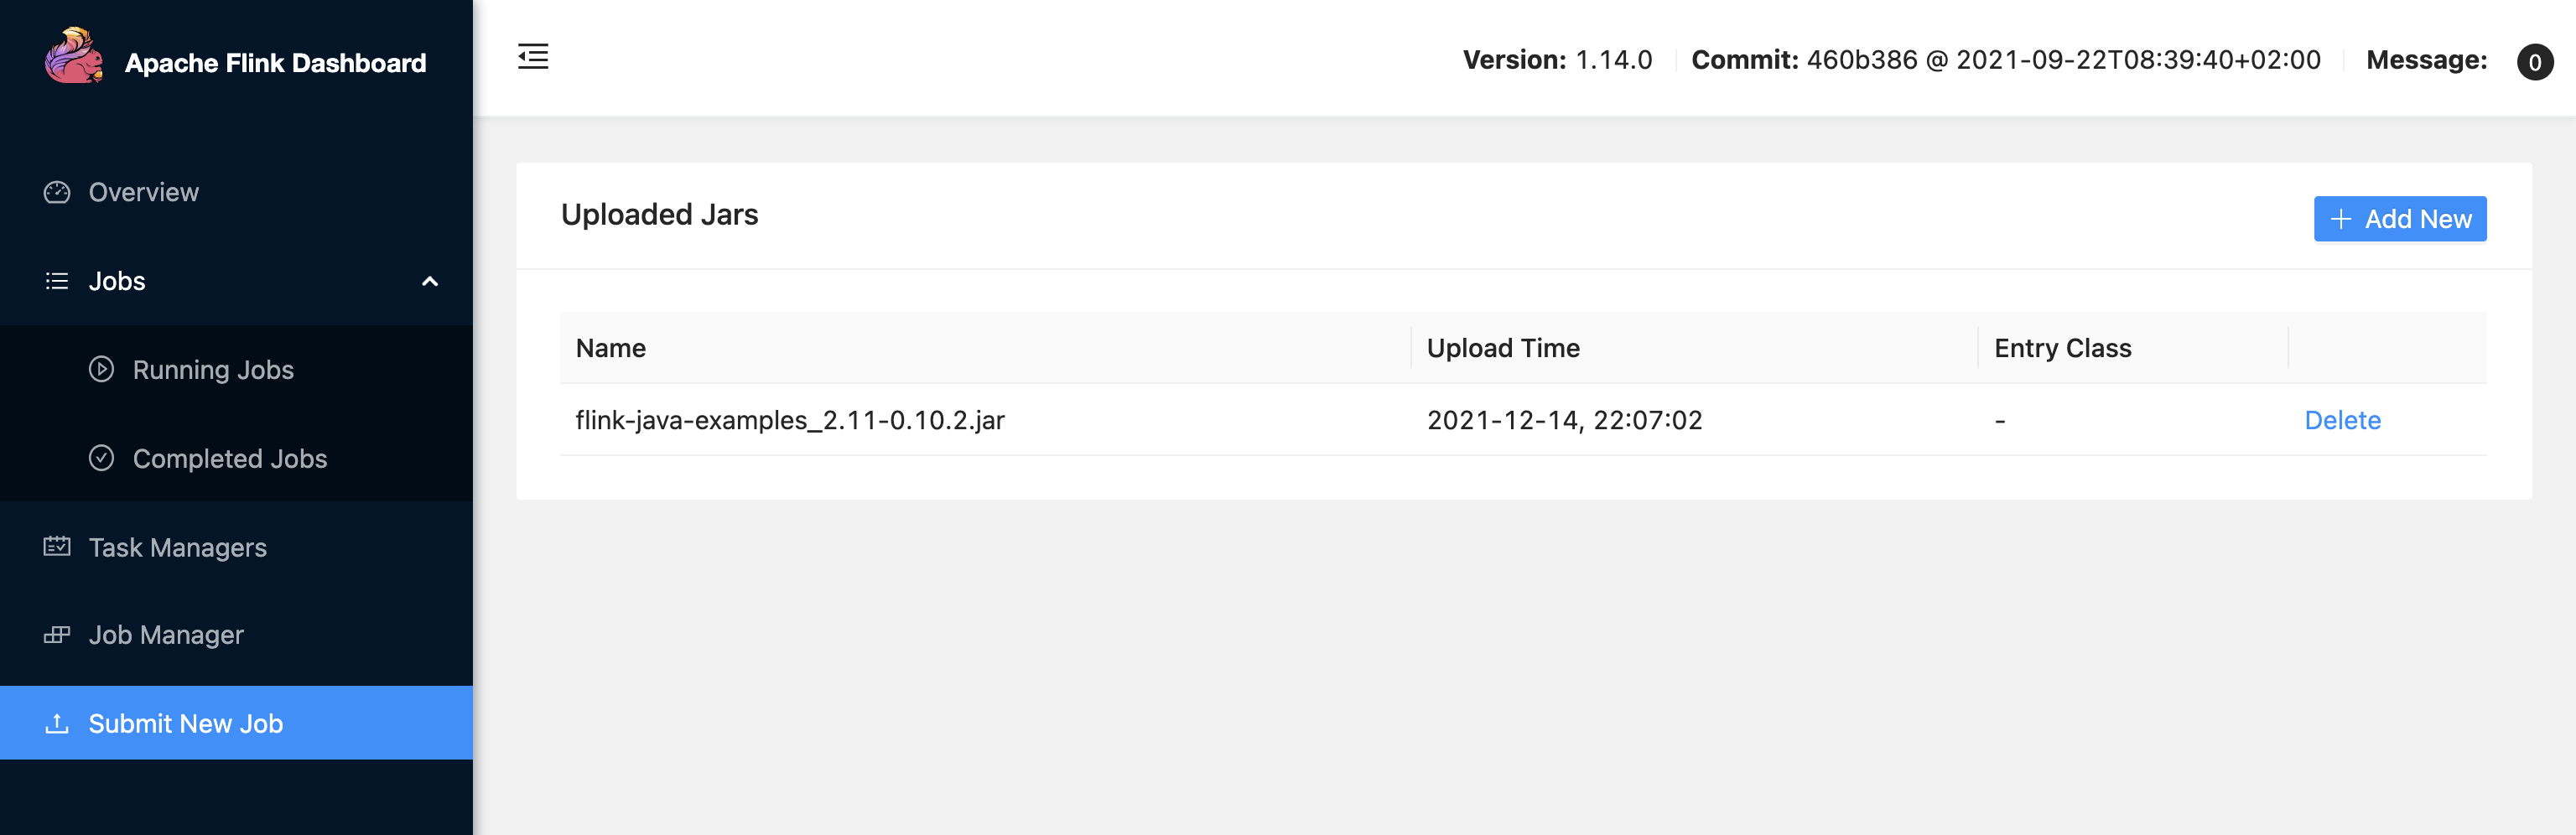 Apache Flink Dashboard
Version: 1.14.0 Commit: 460b386 @ 2021-09-22T08:39:40+02:00 Message: 0
Overview
Jobs
Running Jobs
Completed Jobs
Task Managers
Job Manager
Submit New Job
Uploaded Jars
+ Add New
Name Upload Time Entry Class
flink-java-examples_2.11-0.10.2.jar 2021-12-14, 22:07:02 - Delete